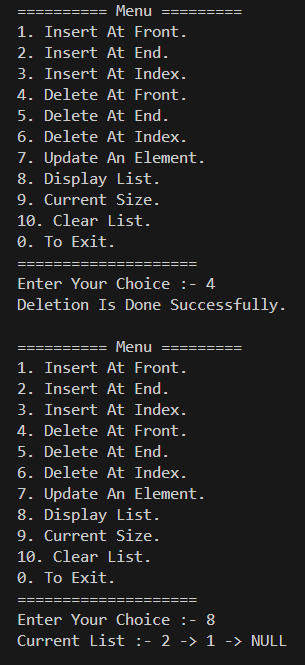 ========== Menu =========
1. Insert At Front.
2. Insert At End.
3. Insert At Index.
4. Delete At Front.
5. Delete At End.
6. Delete At Index.
7. Update An Element.
8. Display List.
9. Current Size.
10. Clear List.
0. To Exit.
====================
Enter Your Choice :- 4
Deletion Is Done Successfully.
========== Menu =========
1. Insert At Front.
2. Insert At End.
3. Insert At Index.
4. Delete At Front.
5. Delete At End.
6. Delete At Index.
7. Update An Element.
8. Display List.
9. Current Size.
10. Clear List.
0. To Exit.
====================
Enter Your Choice :- 8
Current List :- 2 -> 1 -> NULL